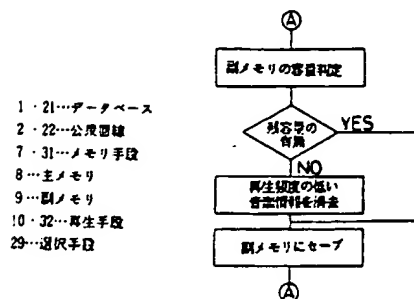 Ⓐ
副メモリの容量判定
残容量の有無
YES
NO
再生頻度の低い
音楽情報を消去
副メモリにセーブ
Ⓐ
1・21…データベース
2・22…公衆回線
7・31…メモリ手段
8…主メモリ
9…副メモリ
10・32…再生手段
29…選択手段